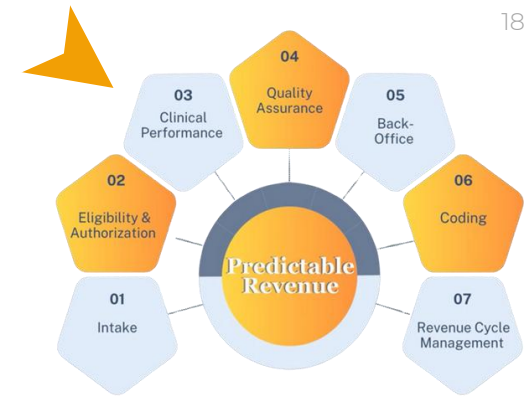 18
01
Intake
02
Eligibility &
Authorization
03
Clinical
Performance
04
Quality
Assurance
05
Back-
Office
06
Coding
07
Revenue Cycle
Management
Predictable
Revenue